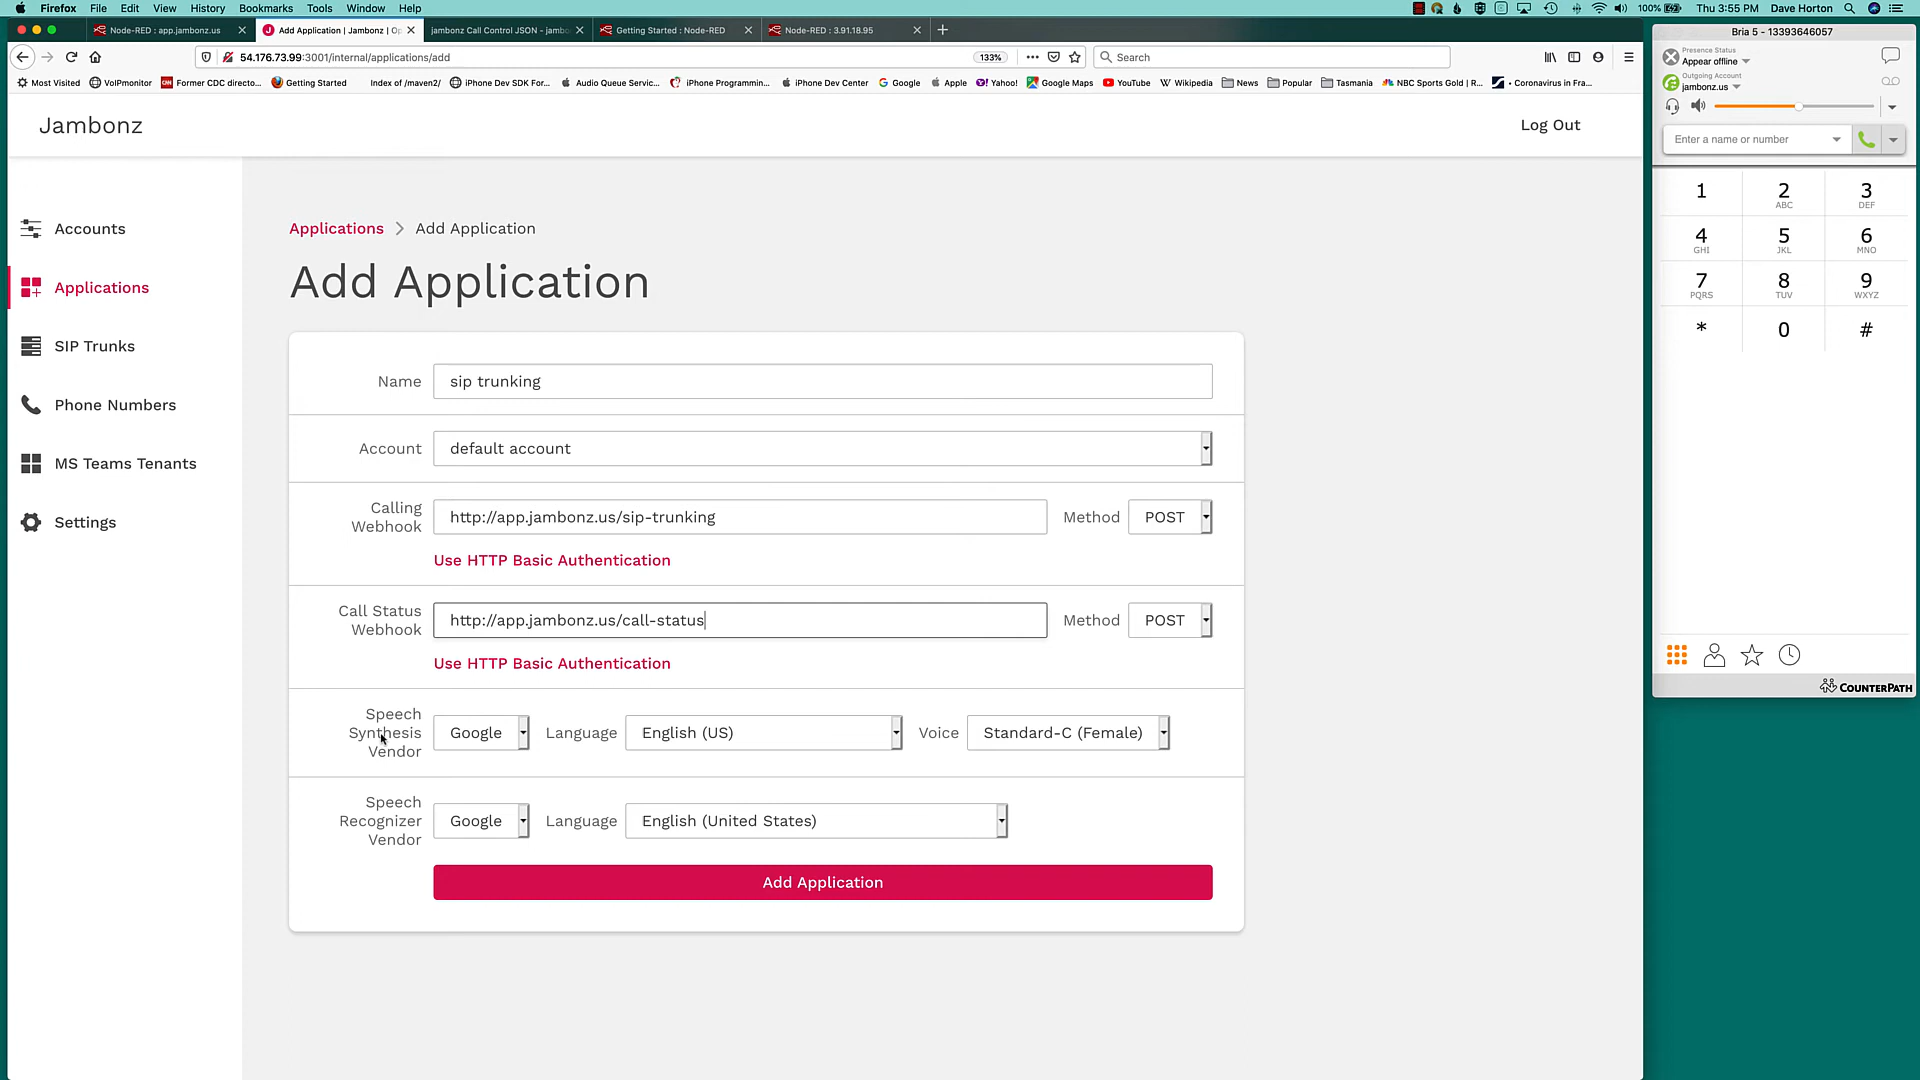 Firefox File Edit View History Bookmarks Tools Window Help
100% Thu 3:55 PM Dave Horton
Node-RED : app.jambonz.us
Add Application | Jambonz | Op
jambonz Call Control JSON - jambo
Getting Started : Node-RED
Node-RED : 3.91.18.95
54.176.73.99:3001/internal/applications/add
133%
Search
Most Visited
VoIPmonitor
Former CDC directo...
Getting Started
Index of /maven2/
iPhone Dev SDK For...
Audio Queue Servic...
iPhone Programmin...
iPhone Dev Center
Google
Apple
Yahoo!
Google Maps
YouTube
Wikipedia
News
Popular
Tasmania
NBC Sports Gold | R...
• Coronavirus in Fra...
Jambonz
Log Out
Accounts
Applications
SIP Trunks
Phone Numbers
MS Teams Tenants
Settings
Applications > Add Application
Add Application
Name sip trunking
Account default account
Calling Webhook http://app.jambonz.us/sip-trunking Method POST
Use HTTP Basic Authentication
Call Status Webhook http://app.jambonz.us/call-status Method POST
Use HTTP Basic Authentication
Speech Synthesis Vendor Google Language English (US) Voice Standard-C (Female)
Speech Recognizer Vendor Google Language English (United States)
Add Application
Bria 5 - 13393646057
Presence Status
Appear offline
Outgoing Account
jambonz.us
Enter a name or number
1 2 3
ABC DEF
4 5 6
GHI JKL MNO
7 8 9
PQRS TUV WXYZ
* 0 #
COUNTERPATH